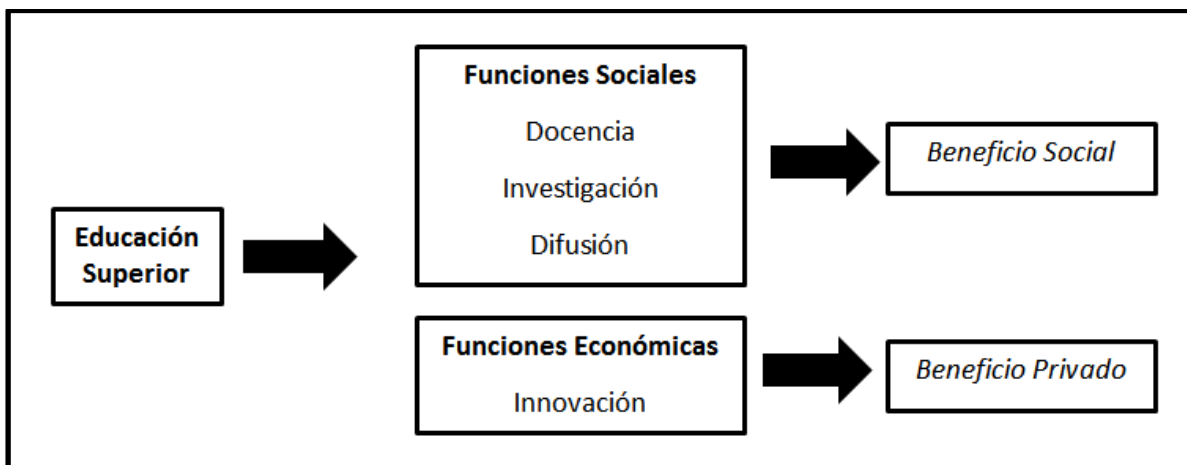 Educación
Superior
Funciones Sociales
Docencia
Investigación
Difusión
Beneficio Social
Funciones Económicas
Innovación
Beneficio Privado